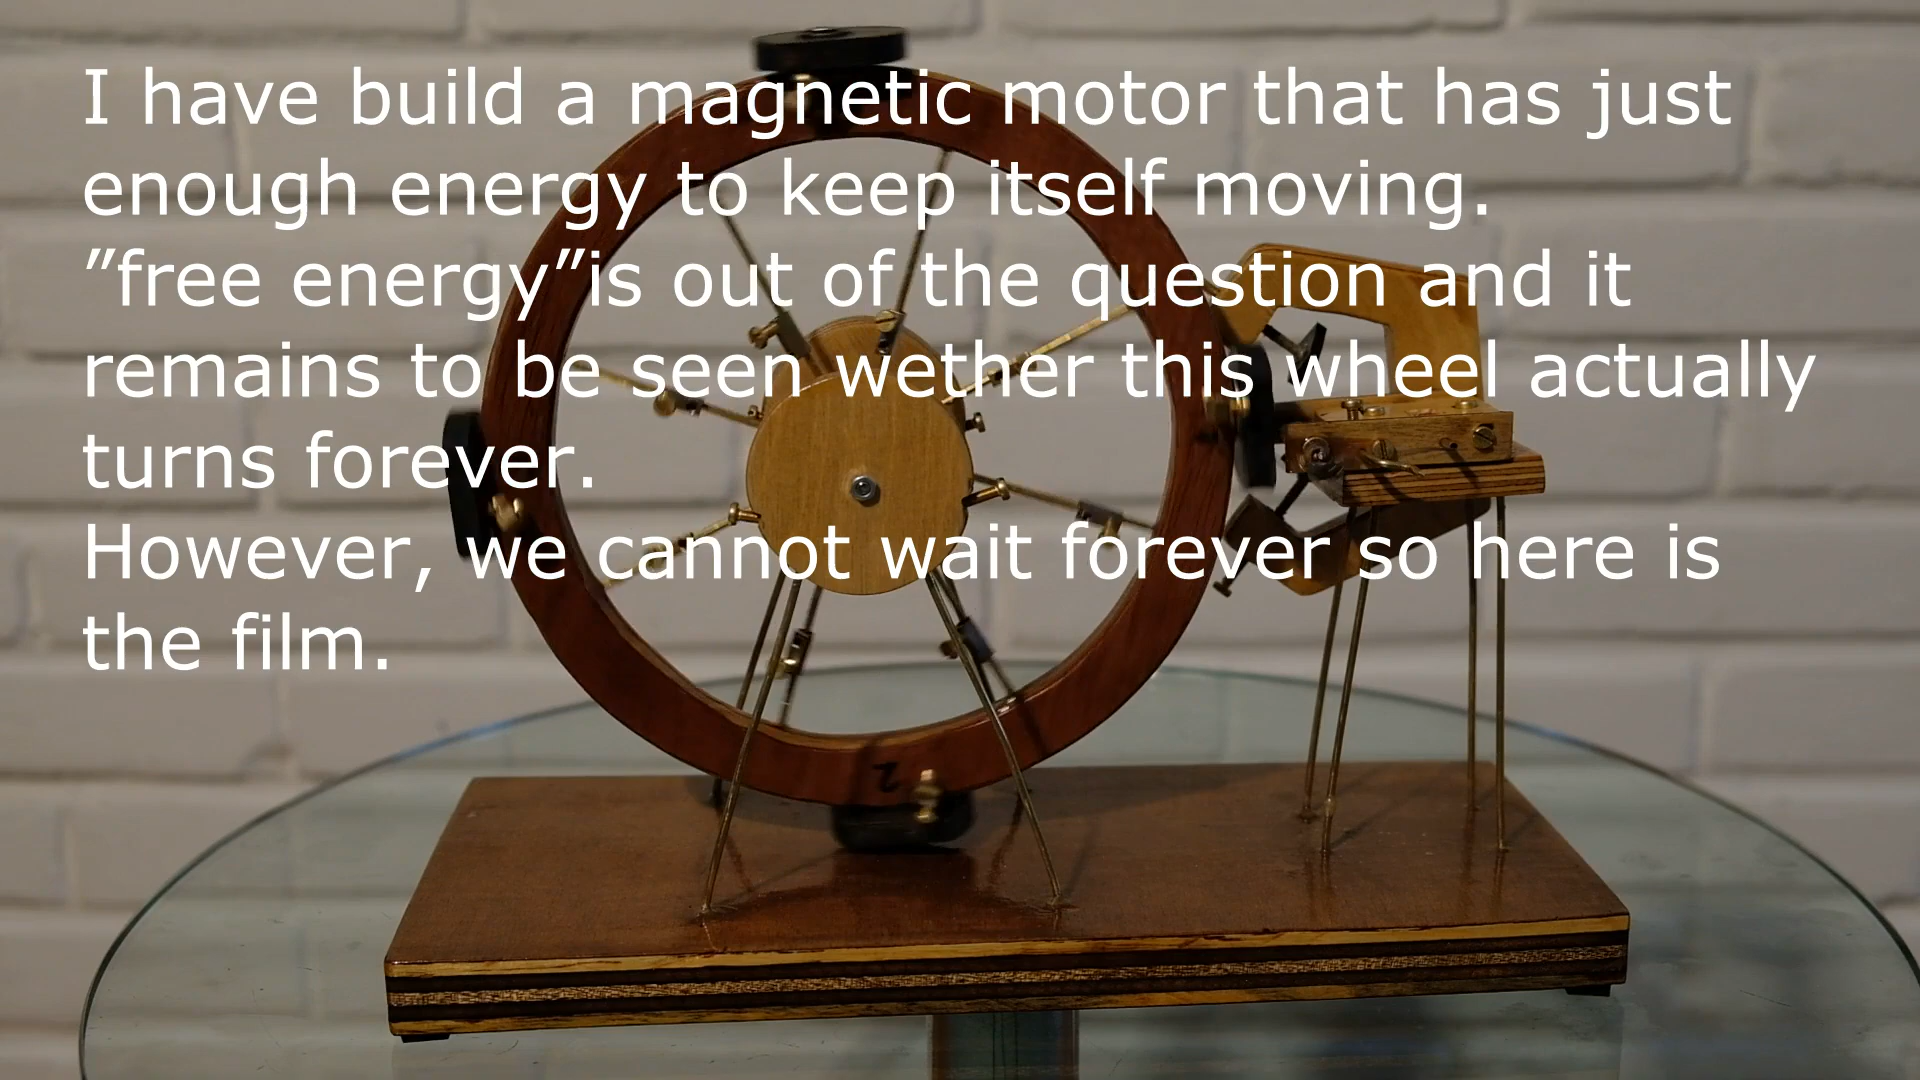 I have build a magnetic motor that has just
enough energy to keep itself moving.
”free energy”is out of the question and it
remains to be seen wether this wheel actually
turns forever.
However, we cannot wait forever so here is
the film.
2